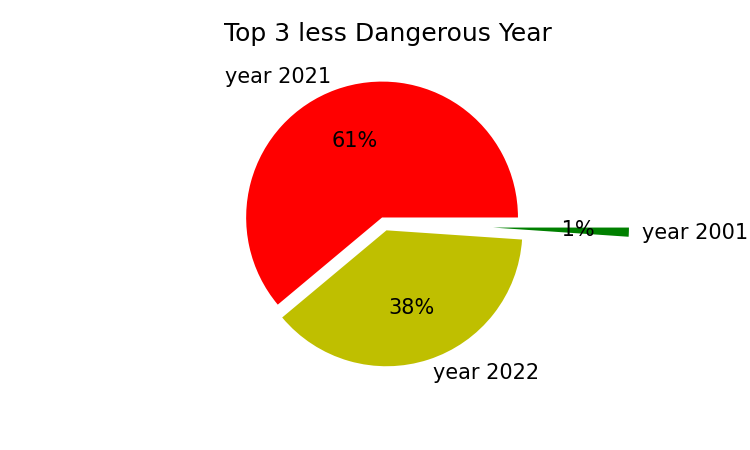 Top 3 less Dangerous Year
year 2021
61%
1%
year 2001
38%
year 2022